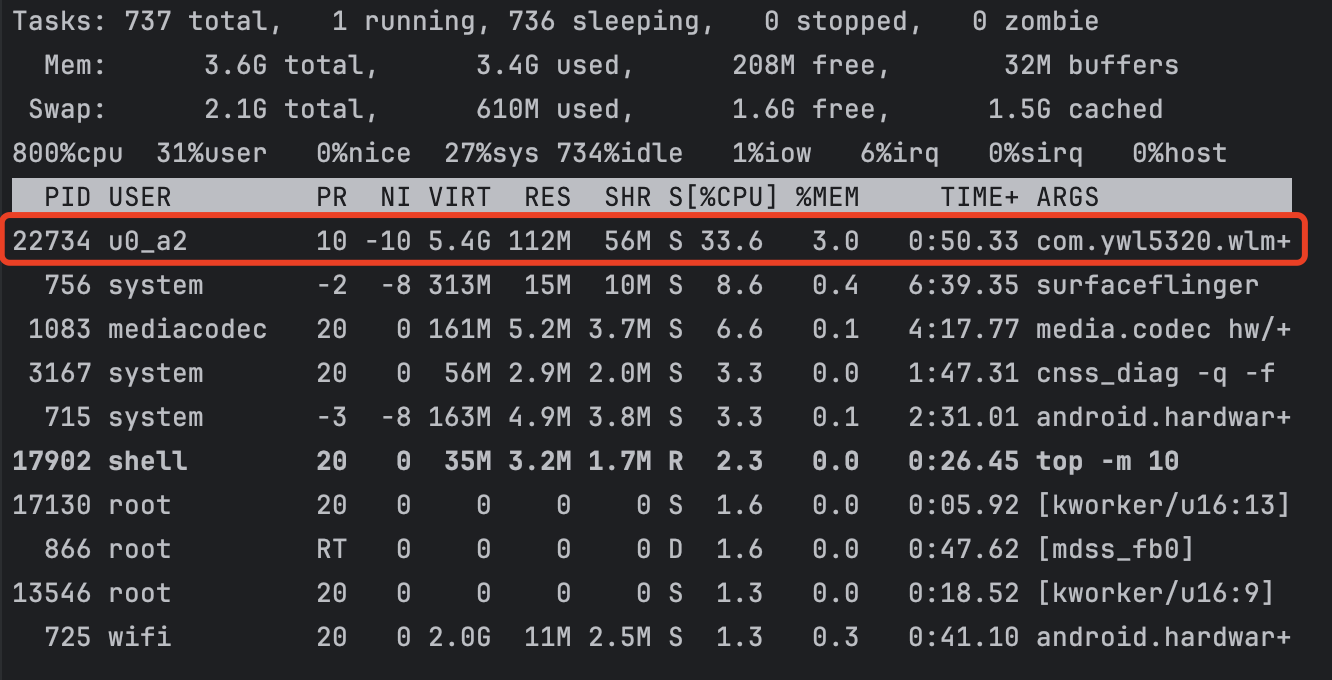 Tasks: 737 total,   1 running, 736 sleeping,   0 stopped,   0 zombie
  Mem:      3.6G total,      3.4G used,      208M free,       32M buffers
 Swap:      2.1G total,      610M used,      1.6G free,      1.5G cached
800%cpu  31%user   0%nice  27%sys 734%idle   1%iow   6%irq   0%sirq   0%host
  PID USER         PR  NI VIRT  RES  SHR S[%CPU] %MEM     TIME+ ARGS
22734 u0_a2        10 -10 5.4G 112M  56M S 33.6   3.0   0:50.33 com.ywl5320.wlm+
  756 system       -2  -8 313M  15M  10M S  8.6   0.4   6:39.35 surfaceflinger
 1083 mediacodec   20   0 161M 5.2M 3.7M S  6.6   0.1   4:17.77 media.codec hw/+
 3167 system       20   0  56M 2.9M 2.0M S  3.3   0.0   1:47.31 cnss_diag -q -f
  715 system       -3  -8 163M 4.9M 3.8M S  3.3   0.1   2:31.01 android.hardwar+
17902 shell        20   0  35M 3.2M 1.7M R  2.3   0.0   0:26.45 top -m 10
17130 root         20   0    0    0    0 S  1.6   0.0   0:05.92 [kworker/u16:13]
  866 root         RT   0    0    0    0 D  1.6   0.0   0:47.62 [mdss_fb0]
13546 root         20   0    0    0    0 S  1.3   0.0   0:18.52 [kworker/u16:9]
  725 wifi         20   0 2.0G  11M 2.5M S  1.3   0.3   0:41.10 android.hardwar+